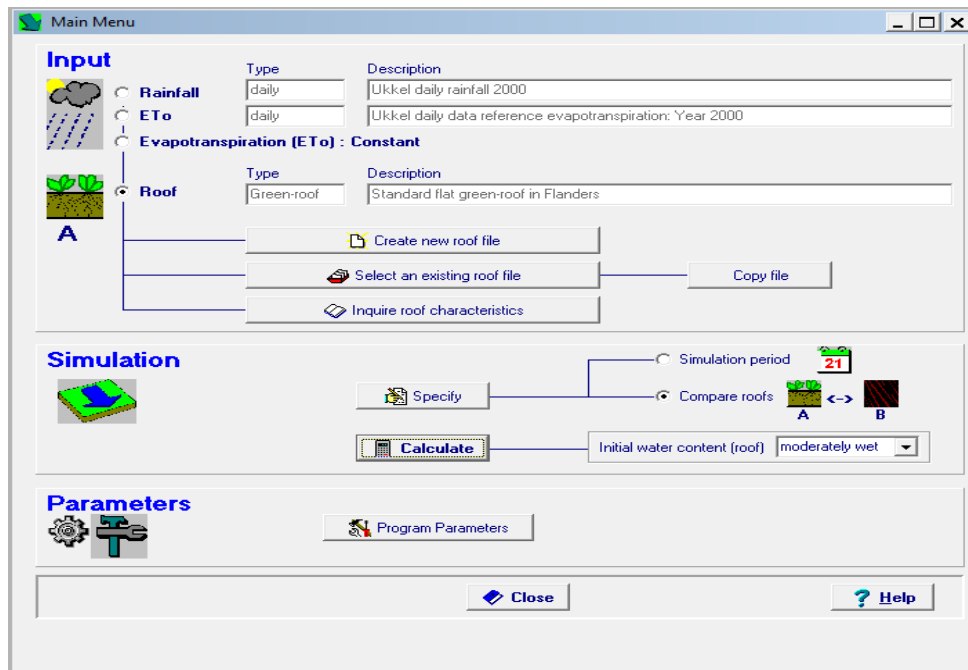 Main Menu
Input
Type Description
Rainfall daily Ukkel daily rainfall 2000
ETo daily Ukkel daily data reference evapotranspiration: Year 2000
Evapotranspiration (ETo) : Constant
Type Description
Roof Green-roof Standard flat green-roof in Flanders
A
Create new roof file
Select an existing roof file Copy file
Inquire roof characteristics
Simulation
Simulation period 21
Specify
Compare roofs <-> 
A B
Calculate Initial water content (roof) moderately wet
Parameters
Program Parameters
Close ? Help